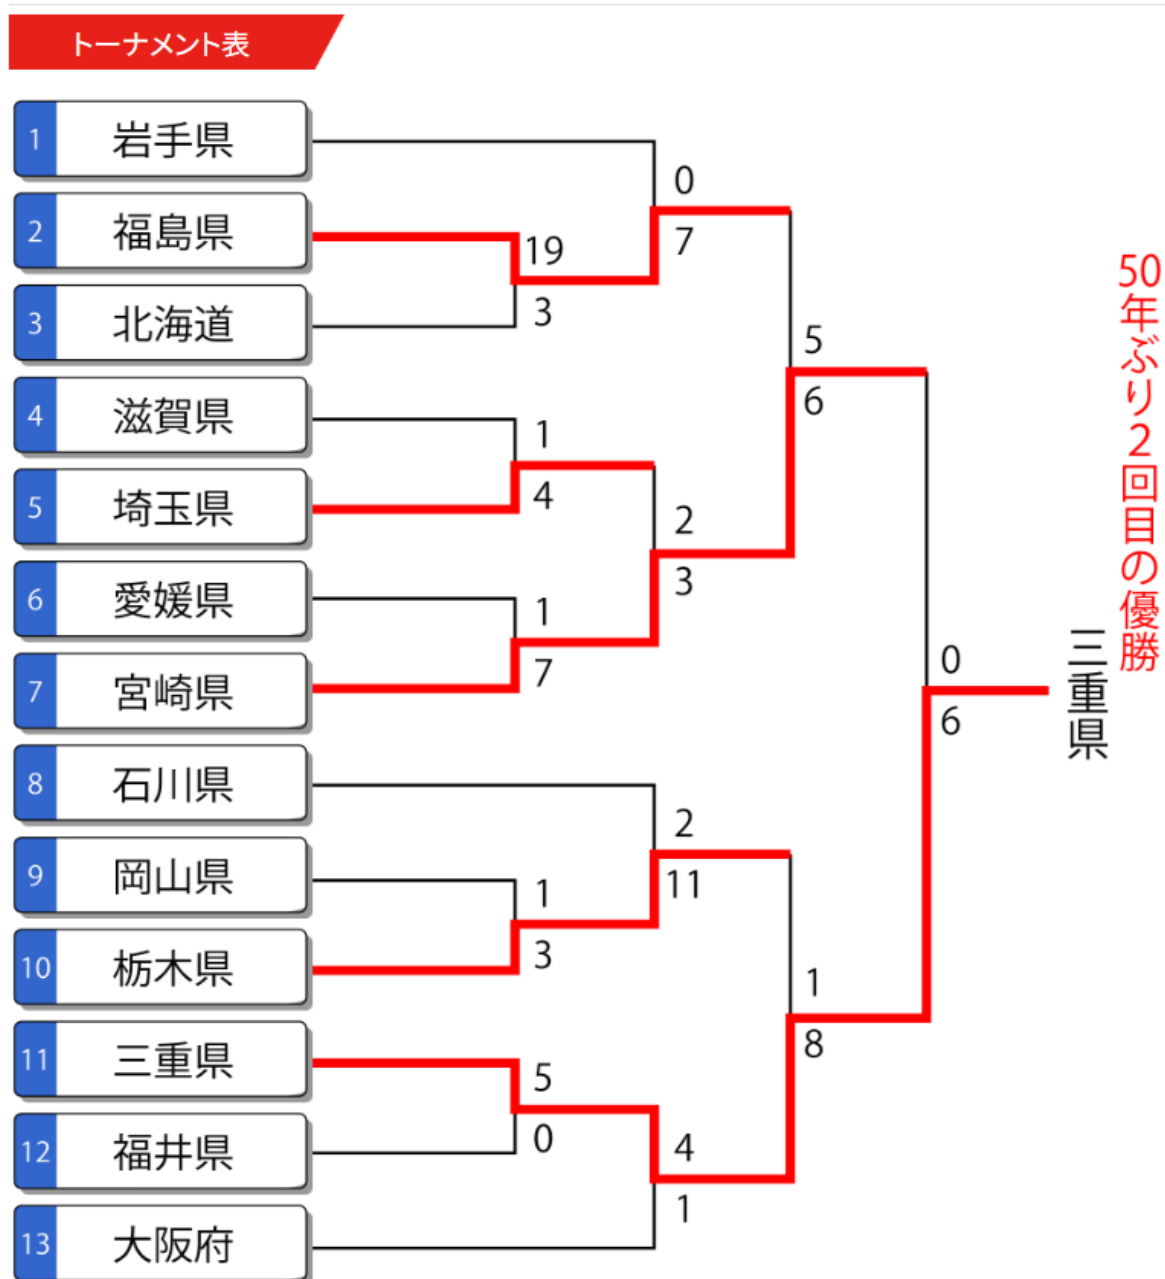 トーナメント表
1 岩手県
2 福島県
3 北海道
4 滋賀県
5 埼玉県
6 愛媛県
7 宮崎県
8 石川県
9 岡山県
10 栃木県
11 三重県
12 福井県
13 大阪府
19
3
1
4
1
7
1
3
5
0
0
7
2
3
2
11
4
1
5
6
1
8
0
6
50年ぶり2回目の優勝
三重県